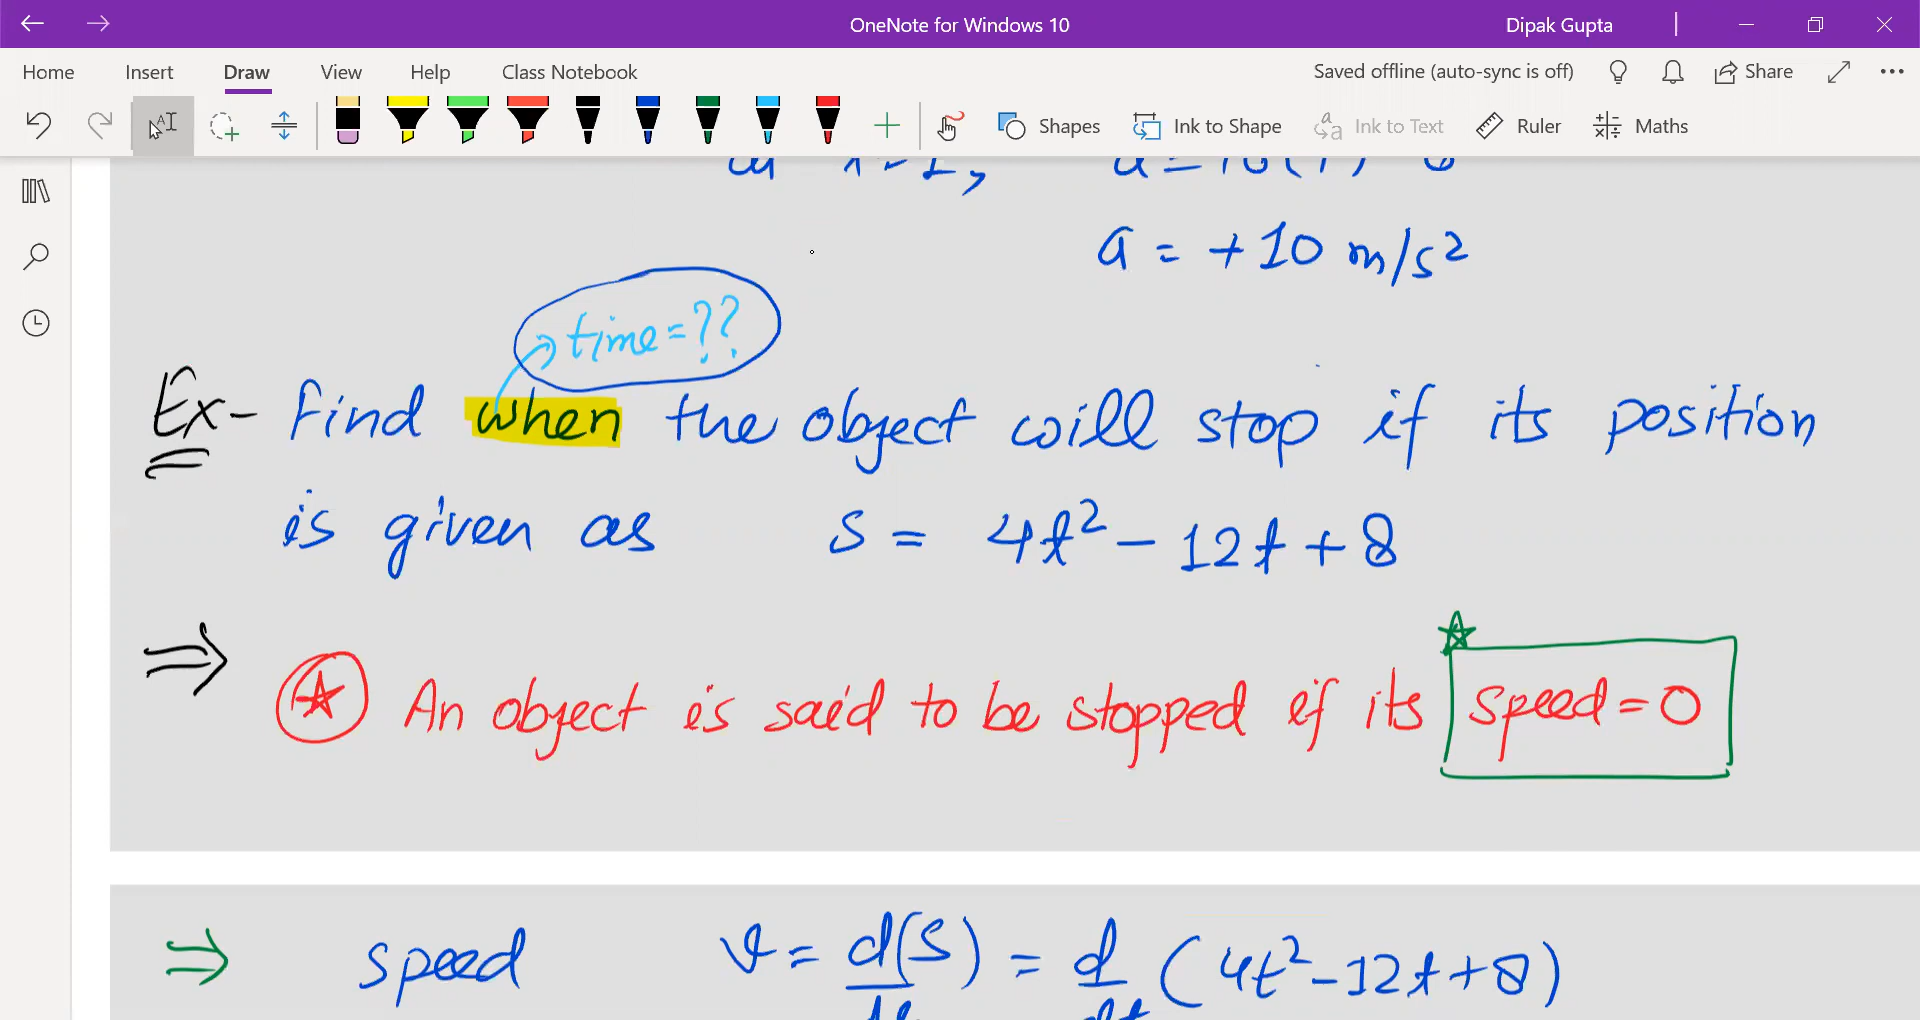 OneNote for Windows 10
Dipak Gupta
Home Insert Draw View Help Class Notebook
Saved offline (auto-sync is off) Share
Shapes Ink to Shape Ink to Text Ruler Maths
a = +10 m/s²
time = ??
Ex- Find when the object will stop if its position
is given as s = 4t² - 12t + 8
⇒ ☆ An object is said to be stopped if its speed = 0
⇒ speed v = d(s) = d (4t² - 12t + 8)